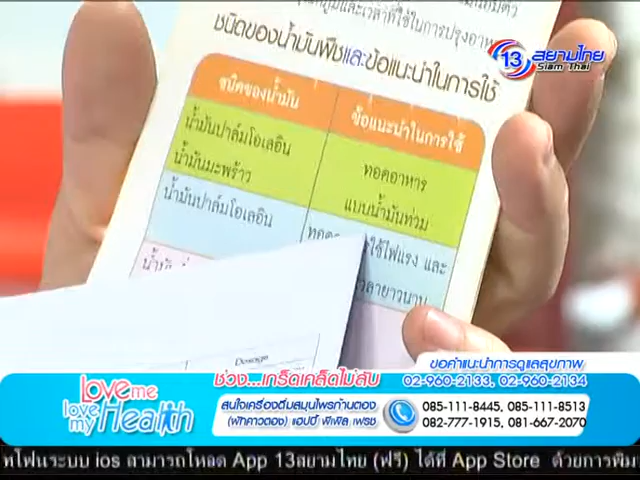 ชนิดของน้ำมันพืชและข้อแนะนำในการใช้
13 สยามไทย
Siam Thai
ชนิดของน้ำมัน
ข้อแนะนำในการใช้
น้ำมันปาล์มโอเลอิน
น้ำมันมะพร้าว
ทอดอาหาร
แบบน้ำมันท่วม
น้ำมันปาล์มโอเลอิน
ใช้ไฟแรง และ
เวลายาวนาน
Dosage
Love me
love my Health
ช่วง...เกร็ดเคล็ดไม่ลับ
ขอคำแนะนำการดูแลสุขภาพ
02-960-2133, 02-960-2134
สนใจเครื่องดื่มสมุนไพรก้านตอง
(ฟักคาวตอง) แฮปปี้ พีเพิล เพรช
085-111-8445, 085-111-8513
082-777-1915, 081-667-2070
ทโฟนระบบ ios สามารถโหลด App 13สยามไทย (ฟรี) ได้ที่ App Store ด้วยการพิม